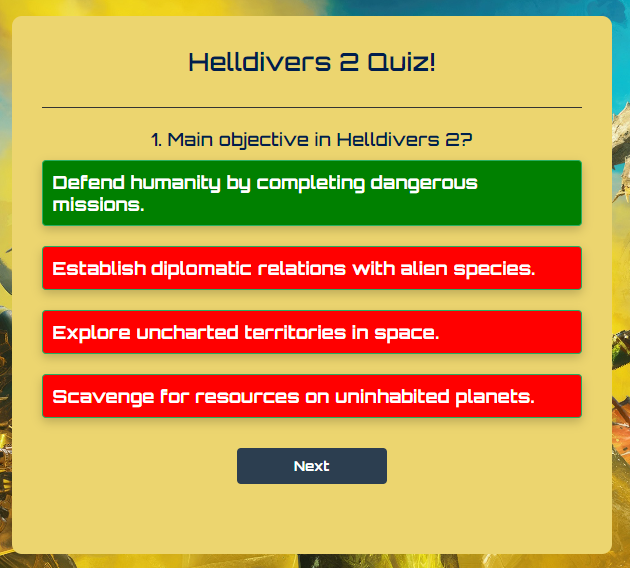 Helldivers 2 Quiz!
1. Main objective in Helldivers 2?
Defend humanity by completing dangerous
missions.
Establish diplomatic relations with alien species.
Explore uncharted territories in space.
Scavenge for resources on uninhabited planets.
Next